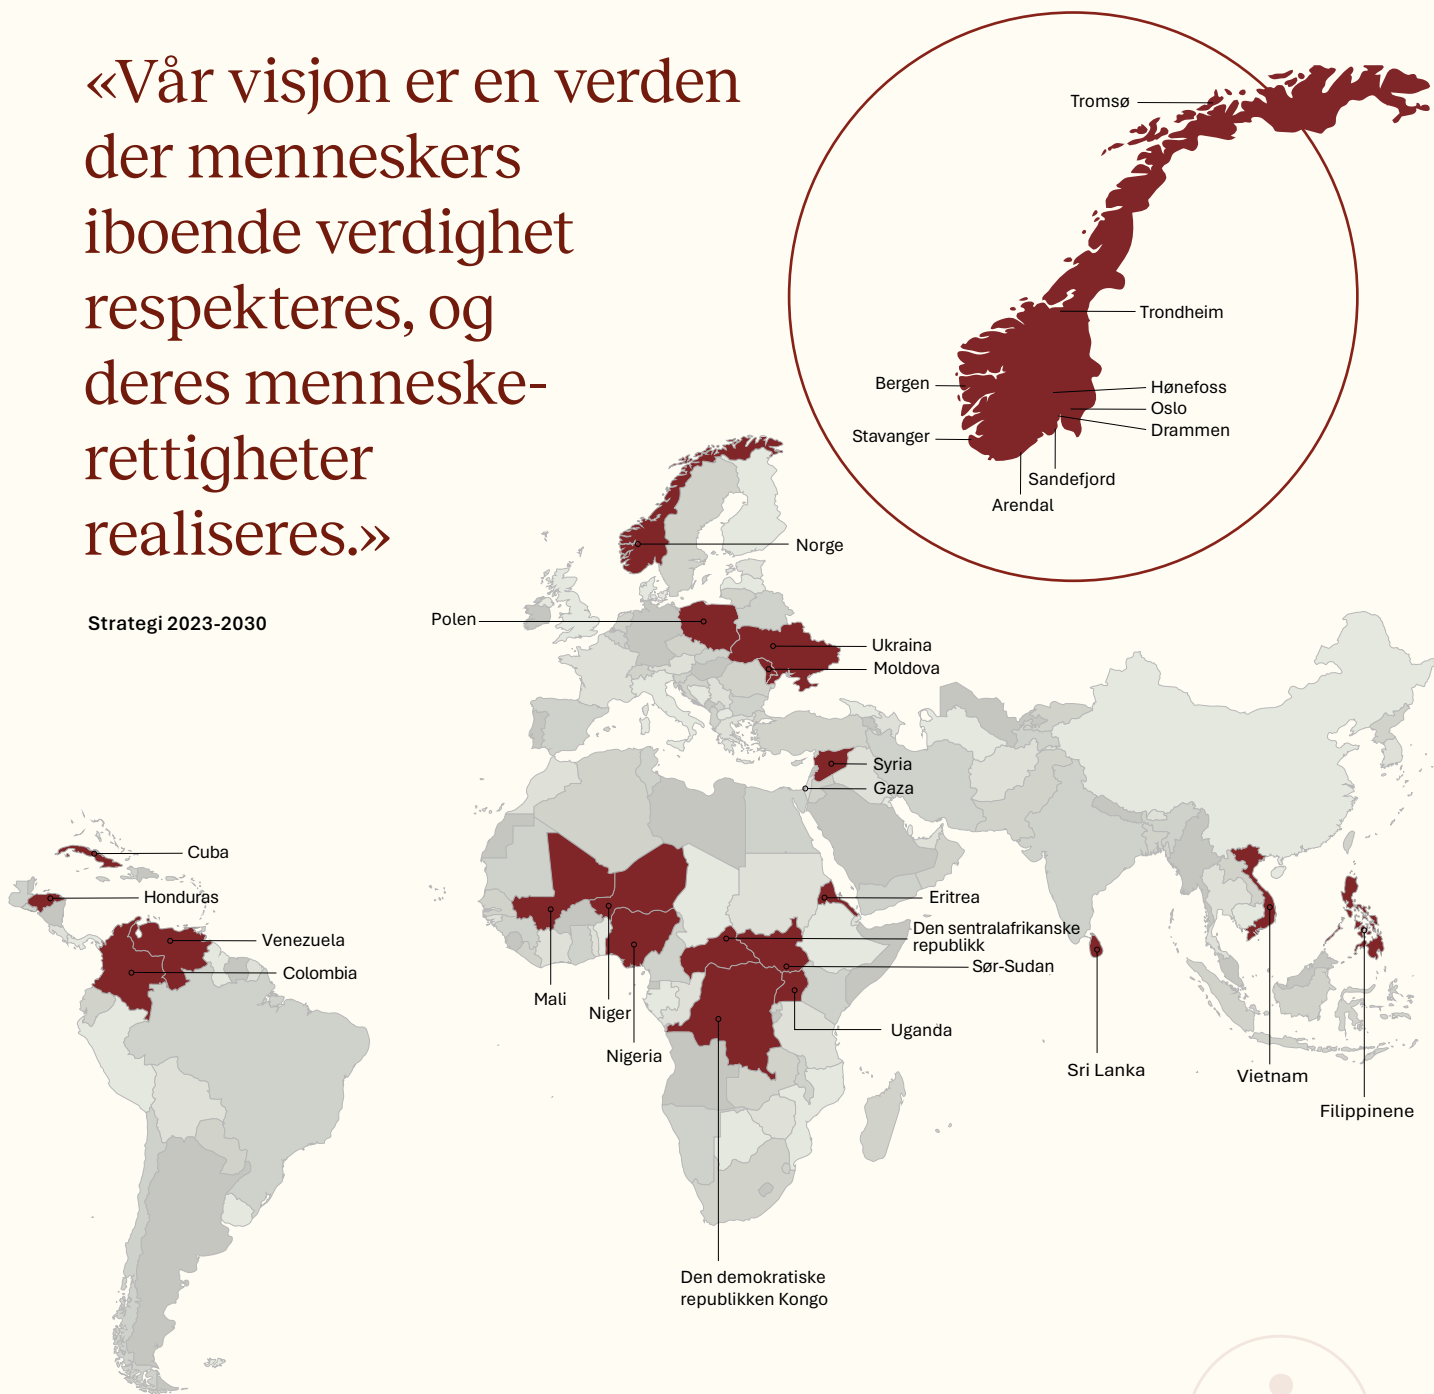 «Vår visjon er en verden
der menneskers
iboende verdighet
respekteres, og
deres menneske-
rettigheter
realiseres.»
Strategi 2023-2030
Tromsø
Trondheim
Bergen
Hønefoss
Oslo
Drammen
Stavanger
Sandefjord
Arendal
Norge
Polen
Ukraina
Moldova
Syria
Gaza
Cuba
Honduras
Venezuela
Colombia
Eritrea
Den sentralafrikanske
republikk
Sør-Sudan
Mali
Niger
Nigeria
Uganda
Sri Lanka
Vietnam
Filippinene
Den demokratiske
republikken Kongo